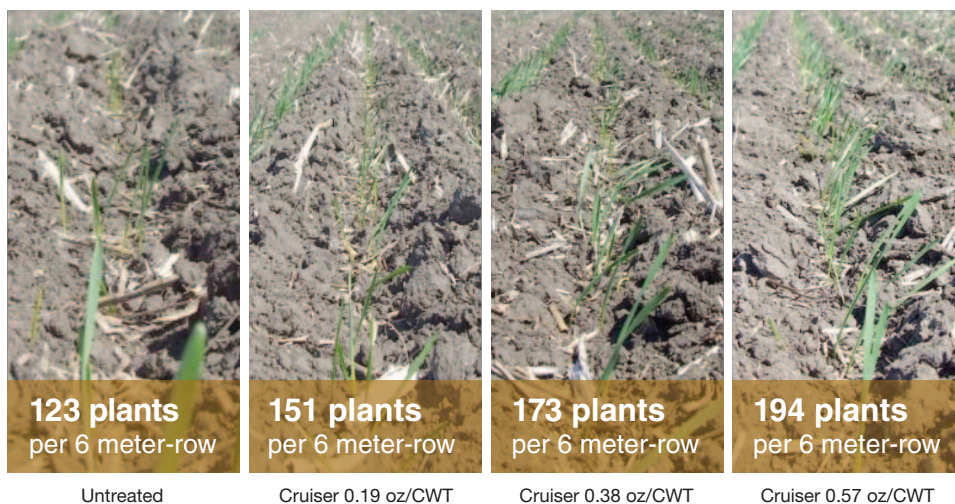 123 plants
per 6 meter-row
151 plants
per 6 meter-row
173 plants
per 6 meter-row
194 plants
per 6 meter-row
Untreated
Cruiser 0.19 oz/CWT
Cruiser 0.38 oz/CWT
Cruiser 0.57 oz/CWT